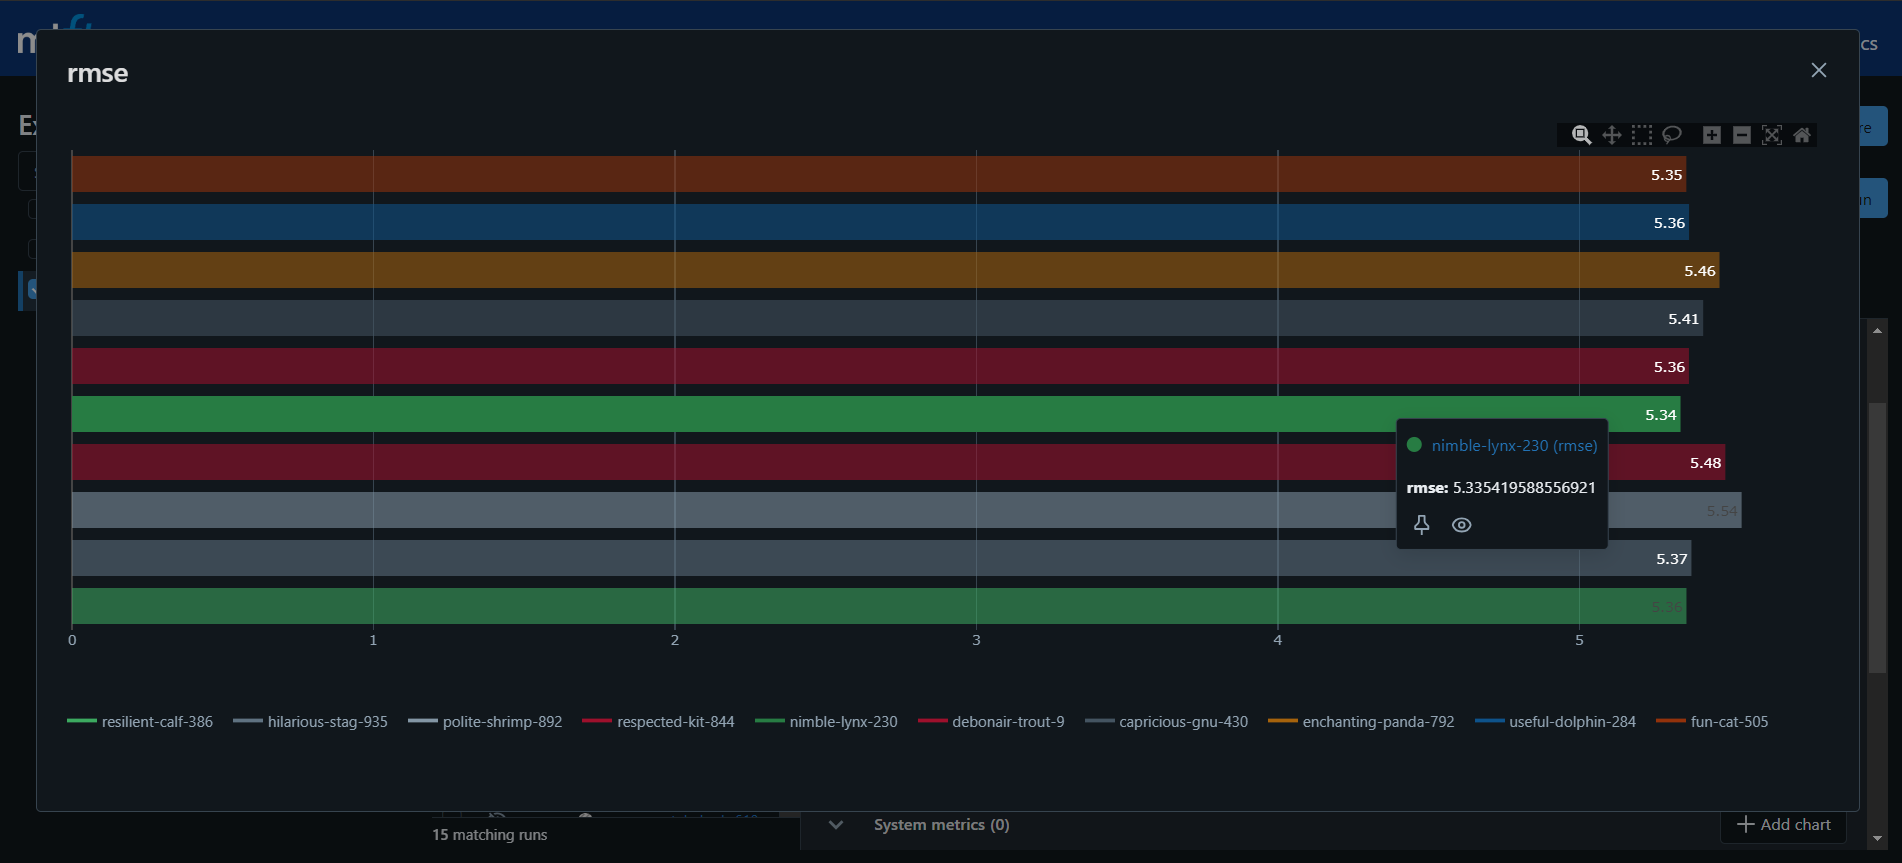 rmse
cs
5.35
5.36
5.46
5.41
5.36
5.34
nimble-lynx-230 (rmse)
5.48
rmse: 5.335419588556921
5.54
5.37
5.36
0 1 2 3 4 5
resilient-calf-386 hilarious-stag-935 polite-shrimp-892 respected-kit-844 nimble-lynx-230 debonair-trout-9 capricious-gnu-430 enchanting-panda-792 useful-dolphin-284 fun-cat-505
System metrics (0)
Add chart
15 matching runs